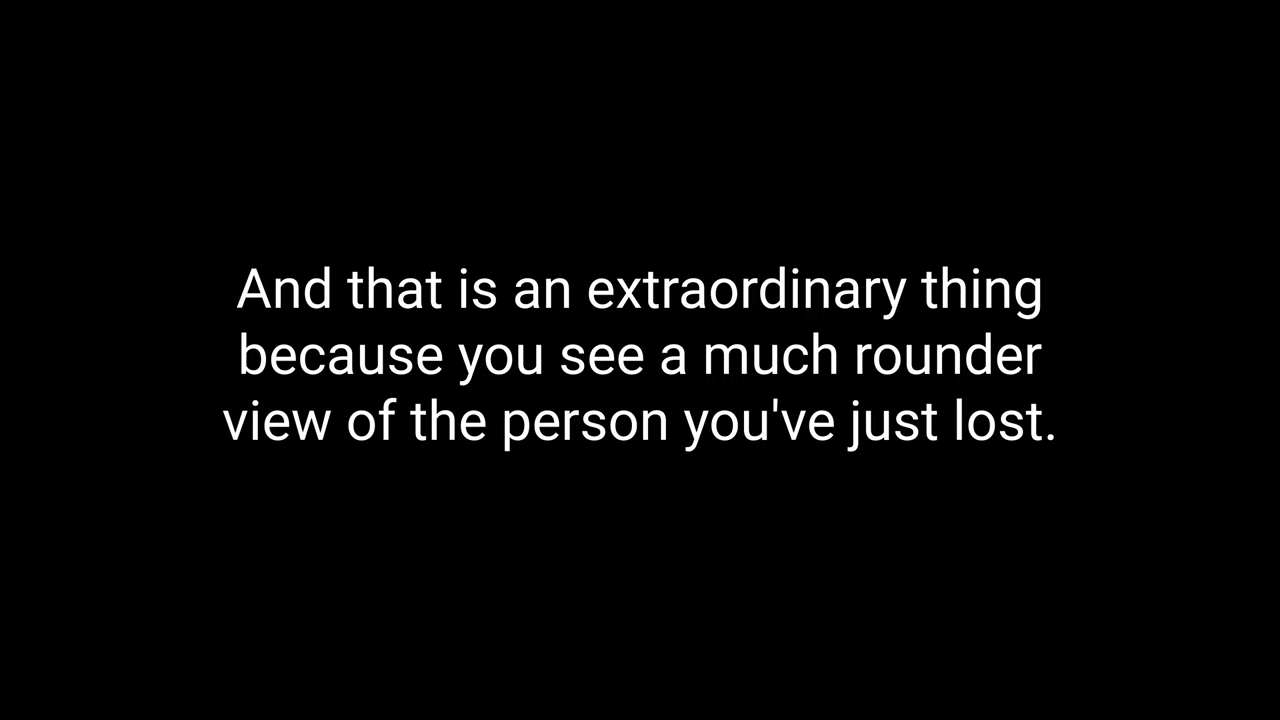 And that is an extraordinary thing
because you see a much rounder
view of the person you've just lost.